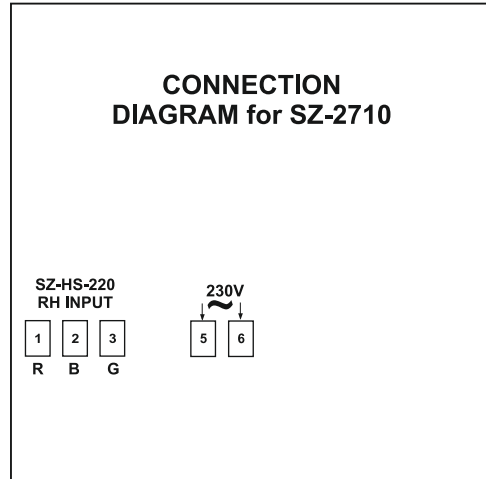 CONNECTION
DIAGRAM for SZ-2710
SZ-HS-220
RH INPUT
230V
~
1 2 3 5 6
R B G